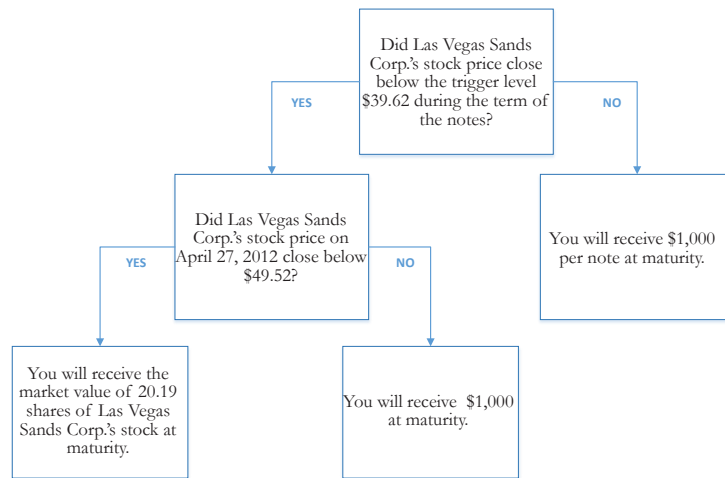 Did Las Vegas Sands
Corp.'s stock price close
below the trigger level
$39.62 during the term of
the notes?
YES
NO
Did Las Vegas Sands
Corp.'s stock price on
April 27, 2012 close below
$49.52?
You will receive $1,000
per note at maturity.
YES
NO
You will receive the
market value of 20.19
shares of Las Vegas
Sands Corp.'s stock at
maturity.
You will receive $1,000
at maturity.